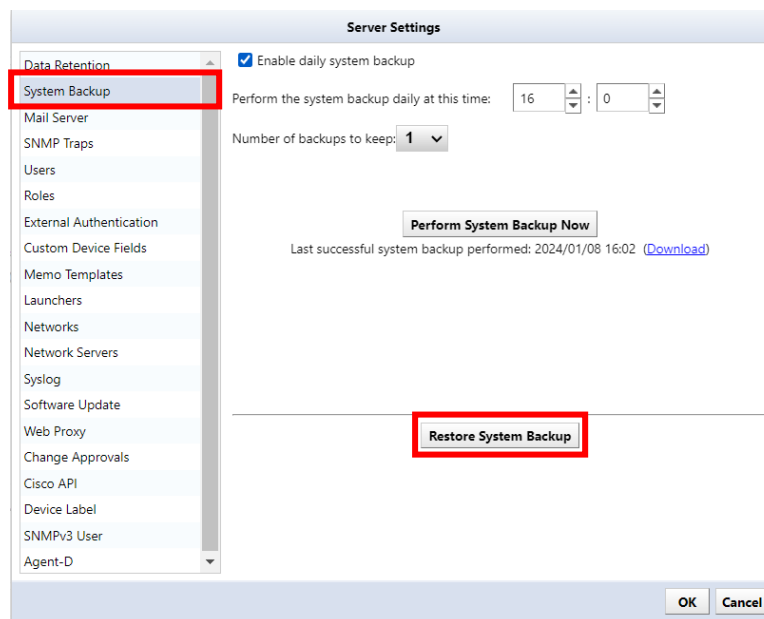 Server Settings
Data Retention
System Backup
Mail Server
SNMP Traps
Users
Roles
External Authentication
Custom Device Fields
Memo Templates
Launchers
Networks
Network Servers
Syslog
Software Update
Web Proxy
Change Approvals
Cisco API
Device Label
SNMPv3 User
Agent-D
Enable daily system backup
Perform the system backup daily at this time: 16 : 0
Number of backups to keep: 1
Perform System Backup Now
Last successful system backup performed: 2024/01/08 16:02 (Download)
Restore System Backup
OK Cancel